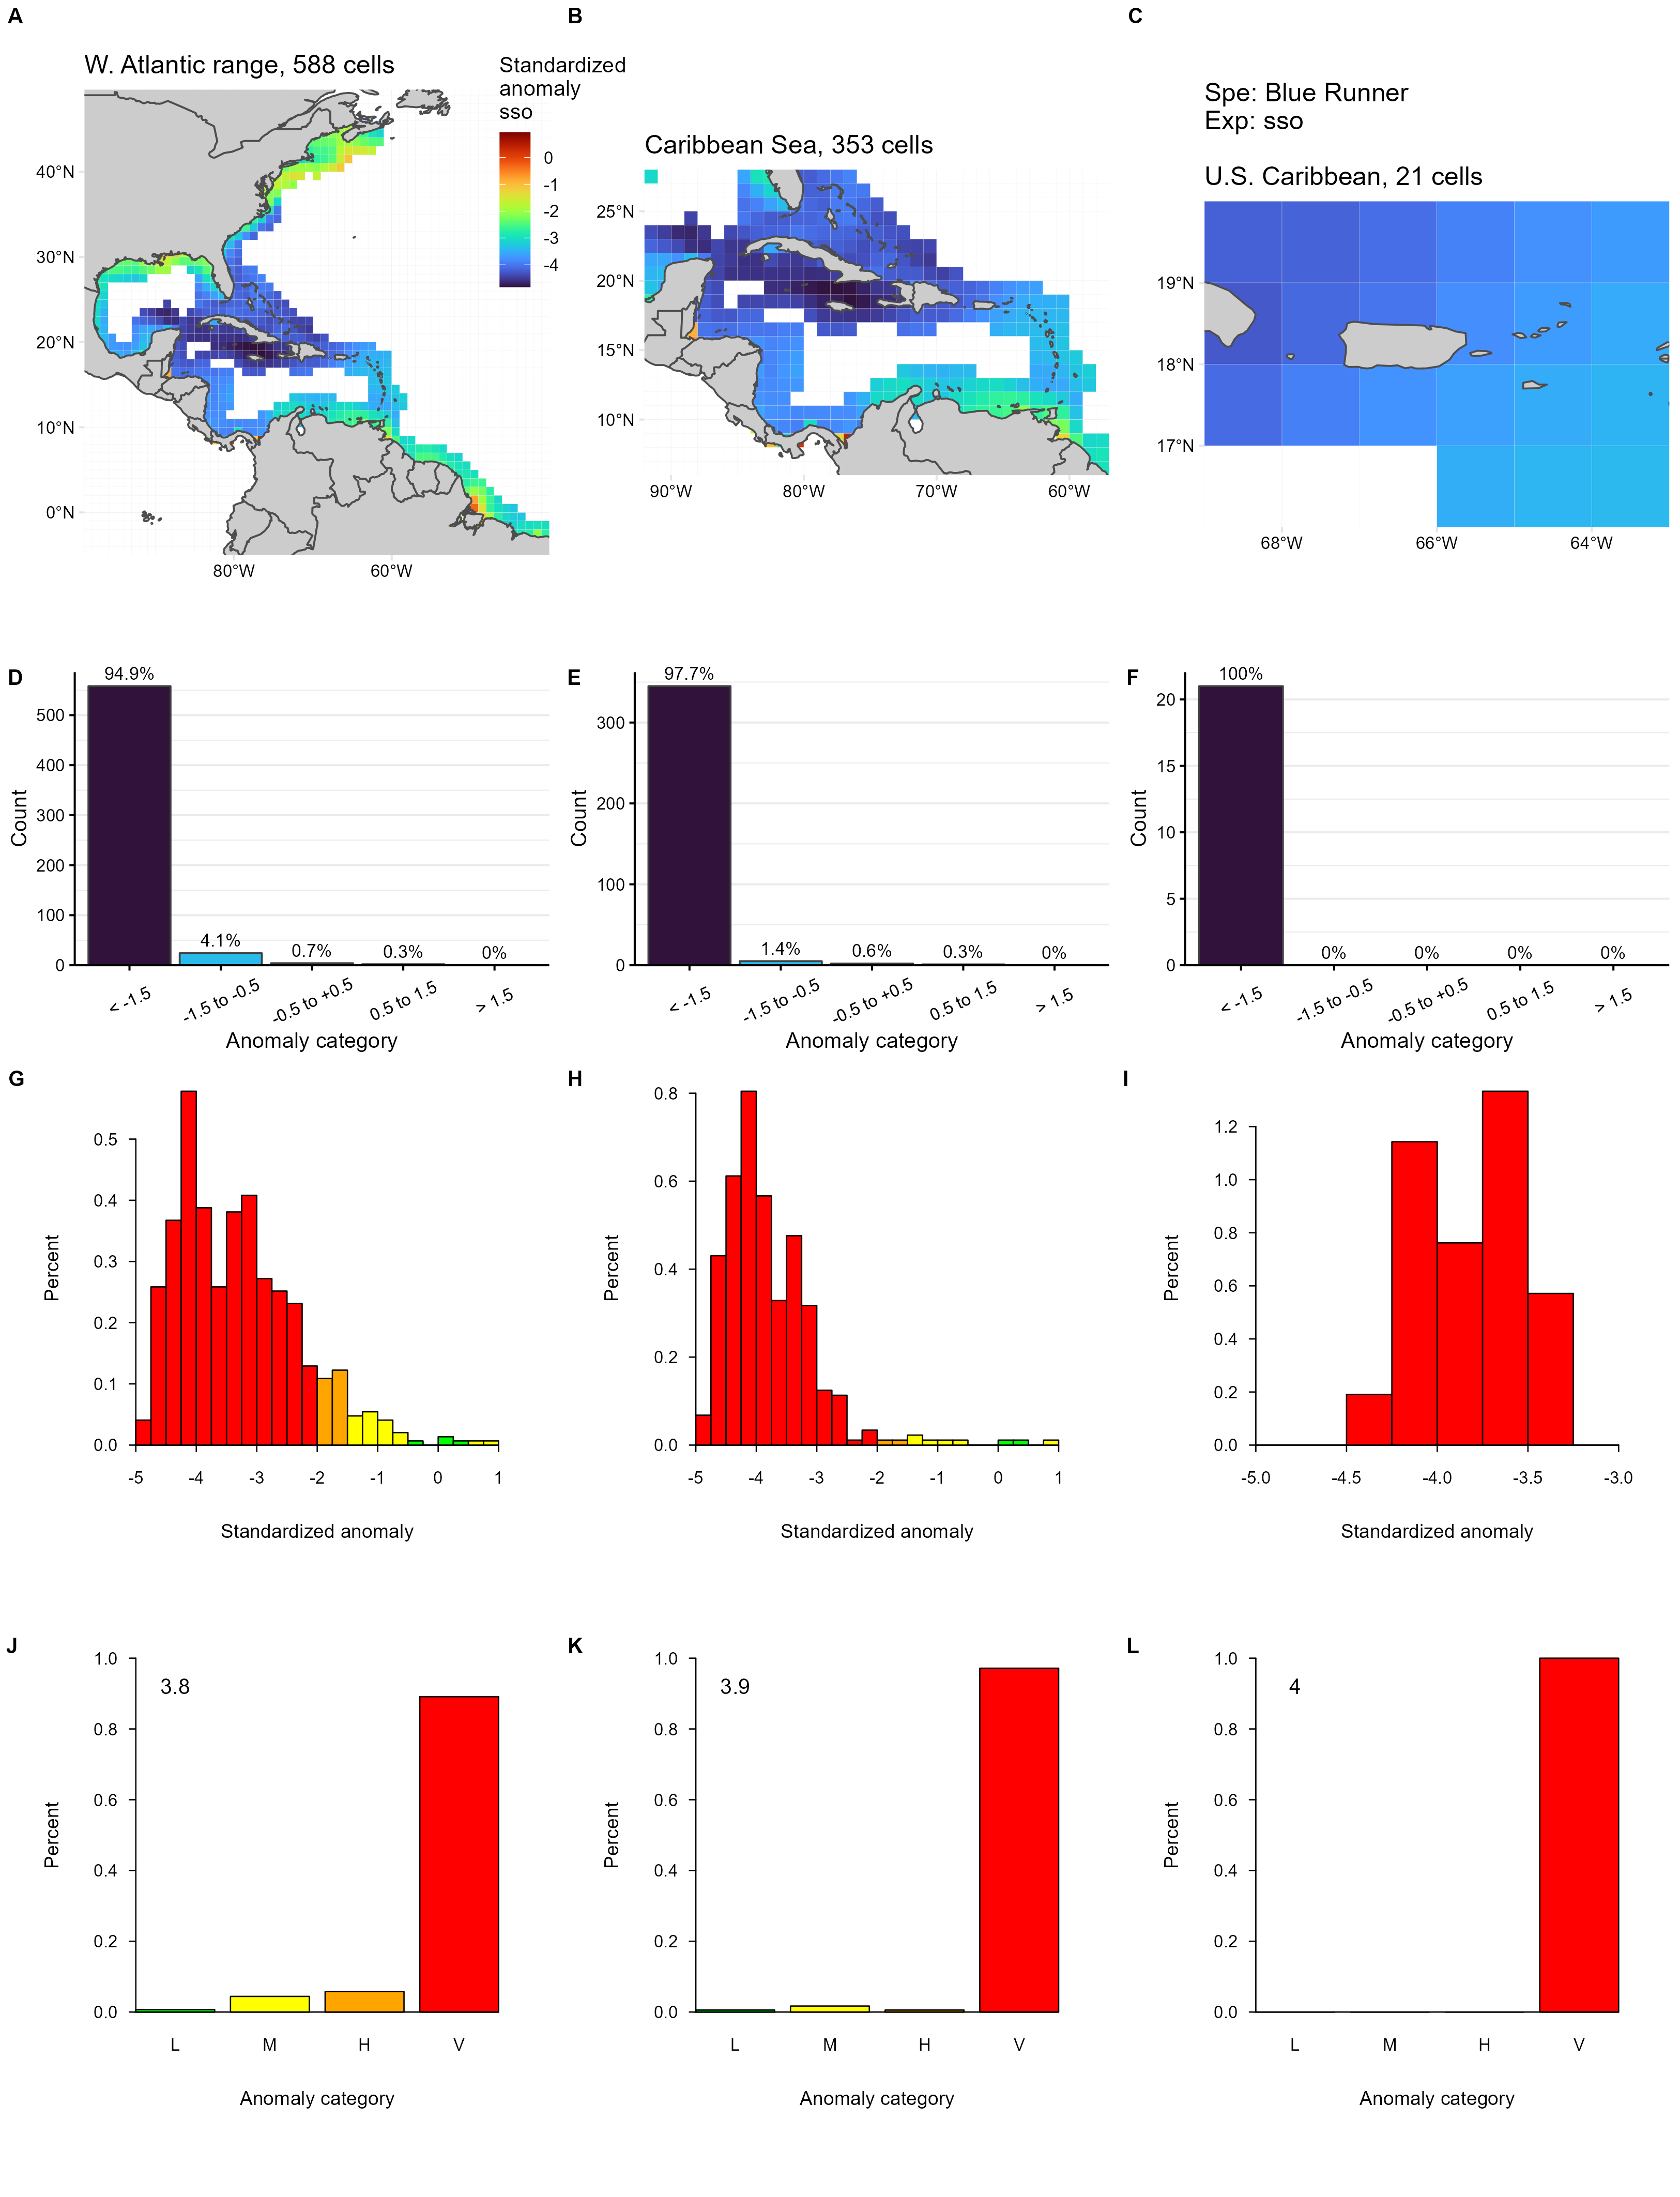 A
B
C
W. Atlantic range, 588 cells
Standardized
anomaly
sso
0
-1
-2
-3
-4
40°N
30°N
20°N
10°N
0°N
80°W
60°W
Caribbean Sea, 353 cells
25°N
20°N
15°N
10°N
90°W
80°W
70°W
60°W
Spe: Blue Runner
Exp: sso
U.S. Caribbean, 21 cells
19°N
18°N
17°N
68°W
66°W
64°W
D
94.9%
4.1%
0.7%
0.3%
0%
500
400
300
200
100
0
Count
< -1.5
-1.5 to -0.5
-0.5 to +0.5
0.5 to 1.5
> 1.5
Anomaly category
E
97.7%
1.4%
0.6%
0.3%
0%
300
200
100
0
Count
< -1.5
-1.5 to -0.5
-0.5 to +0.5
0.5 to 1.5
> 1.5
Anomaly category
F
100%
0%
0%
0%
0%
20
15
10
5
0
Count
< -1.5
-1.5 to -0.5
-0.5 to +0.5
0.5 to 1.5
> 1.5
Anomaly category
G
0.5
0.4
0.3
0.2
0.1
0.0
Percent
-5
-4
-3
-2
-1
0
1
Standardized anomaly
H
0.8
0.6
0.4
0.2
0.0
Percent
-5
-4
-3
-2
-1
0
1
Standardized anomaly
I
1.2
1.0
0.8
0.6
0.4
0.2
0.0
Percent
-5.0
-4.5
-4.0
-3.5
-3.0
Standardized anomaly
J
3.8
1.0
0.8
0.6
0.4
0.2
0.0
Percent
L
M
H
V
Anomaly category
K
3.9
1.0
0.8
0.6
0.4
0.2
0.0
Percent
L
M
H
V
Anomaly category
L
4
1.0
0.8
0.6
0.4
0.2
0.0
Percent
L
M
H
V
Anomaly category